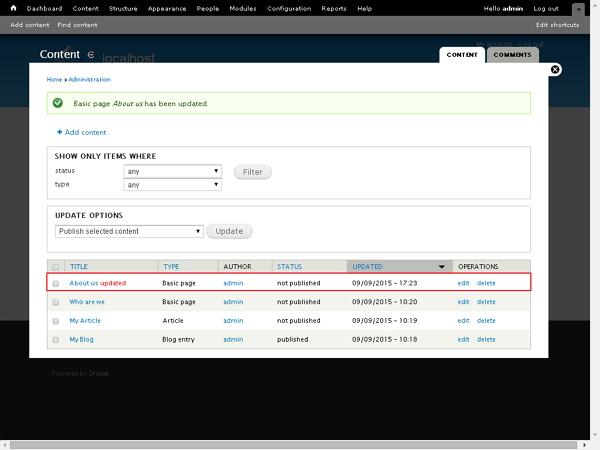 Dashboard Content Structure Appearance People Modules Configuration Reports Help Hello admin Log out
Add content Find content Edit shortcuts
My account Log out
Content localhost CONTENT COMMENTS
Home » Administration
Basic page About us has been updated.
+ Add content
SHOW ONLY ITEMS WHERE
status any
type any
Filter
UPDATE OPTIONS
Publish selected content Update
TITLE TYPE AUTHOR STATUS UPDATED OPERATIONS
About us updated Basic page admin not published 09/09/2015 - 17:23 edit delete
Who are we Basic page admin not published 09/09/2015 - 10:20 edit delete
My Article Article admin not published 09/09/2015 - 10:19 edit delete
My Blog Blog entry admin published 09/09/2015 - 10:18 edit delete
Powered by Drupal